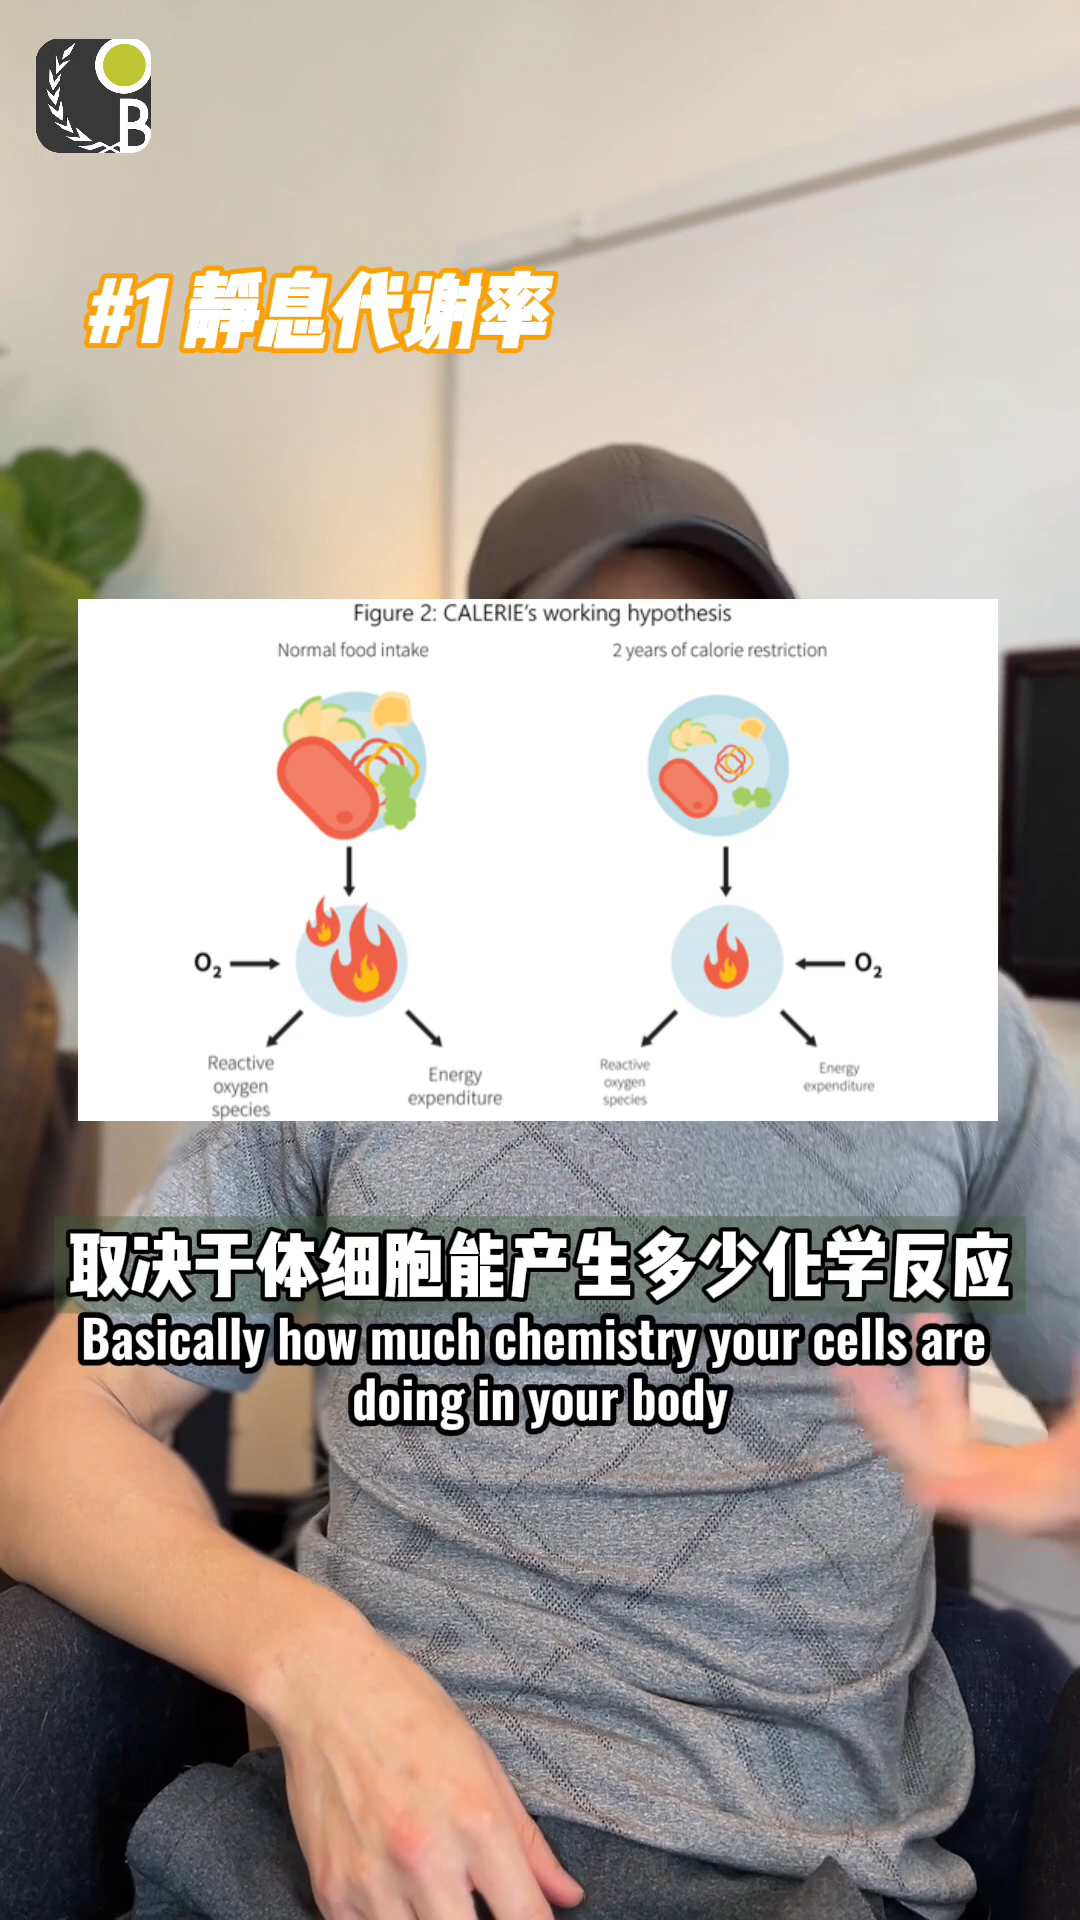 B
#1 靜息代谢率
Figure 2: CALERIE's working hypothesis
Normal food intake
2 years of calorie restriction
O₂
O₂
Reactive
oxygen
species
Energy
expenditure
Reactive
oxygen
species
Energy
expenditure
取决于体细胞能产生多少化学反应
Basically how much chemistry your cells are
doing in your body